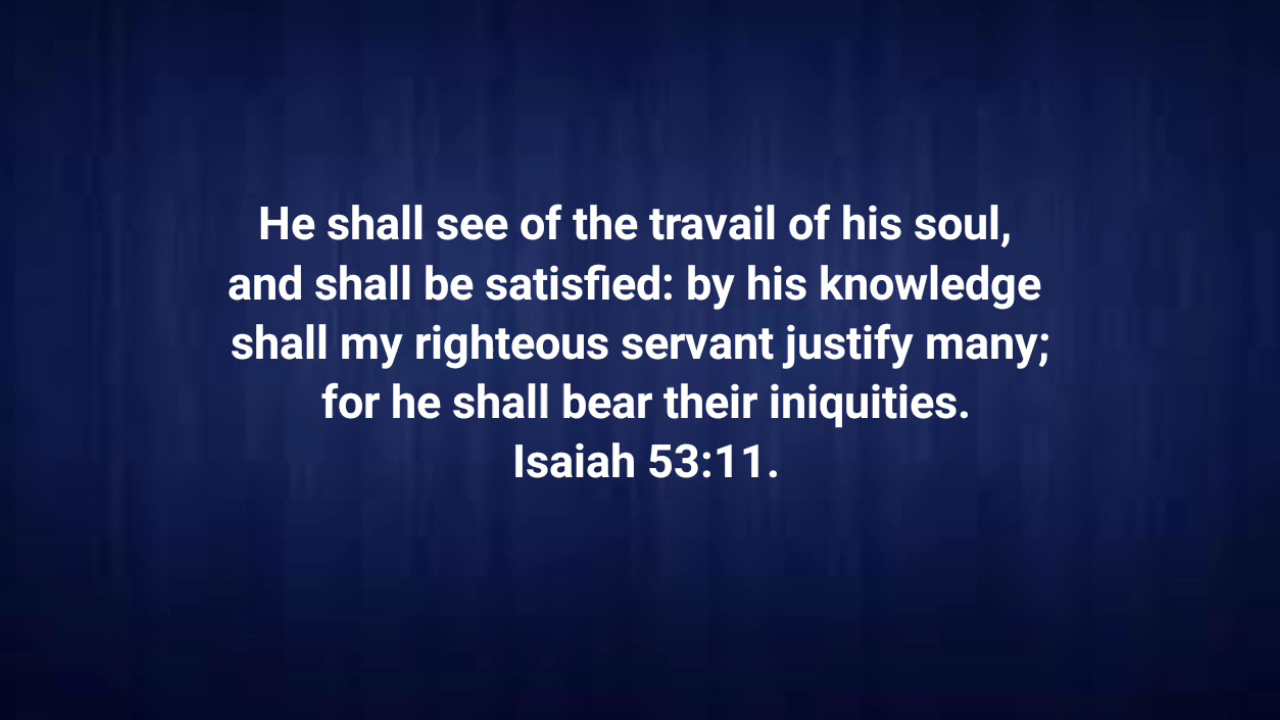 He shall see of the travail of his soul,
and shall be satisfied: by his knowledge
shall my righteous servant justify many;
for he shall bear their iniquities.
Isaiah 53:11.